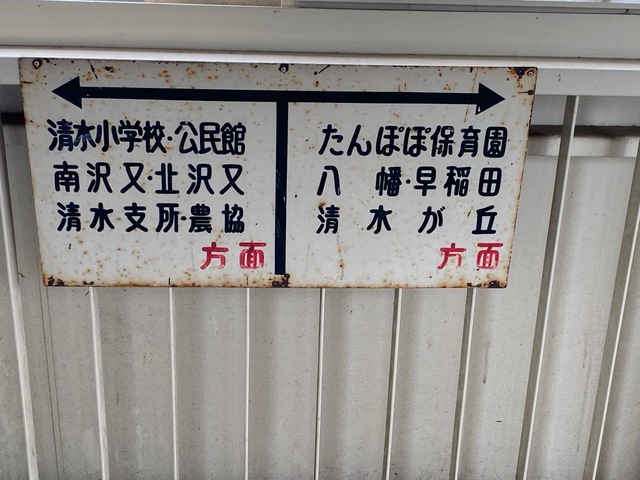 清水小学校・公民館
南沢又・北沢又
清水支所・農協
方面
たんぽぽ保育園
八幡・早稲田
清水が丘
方面